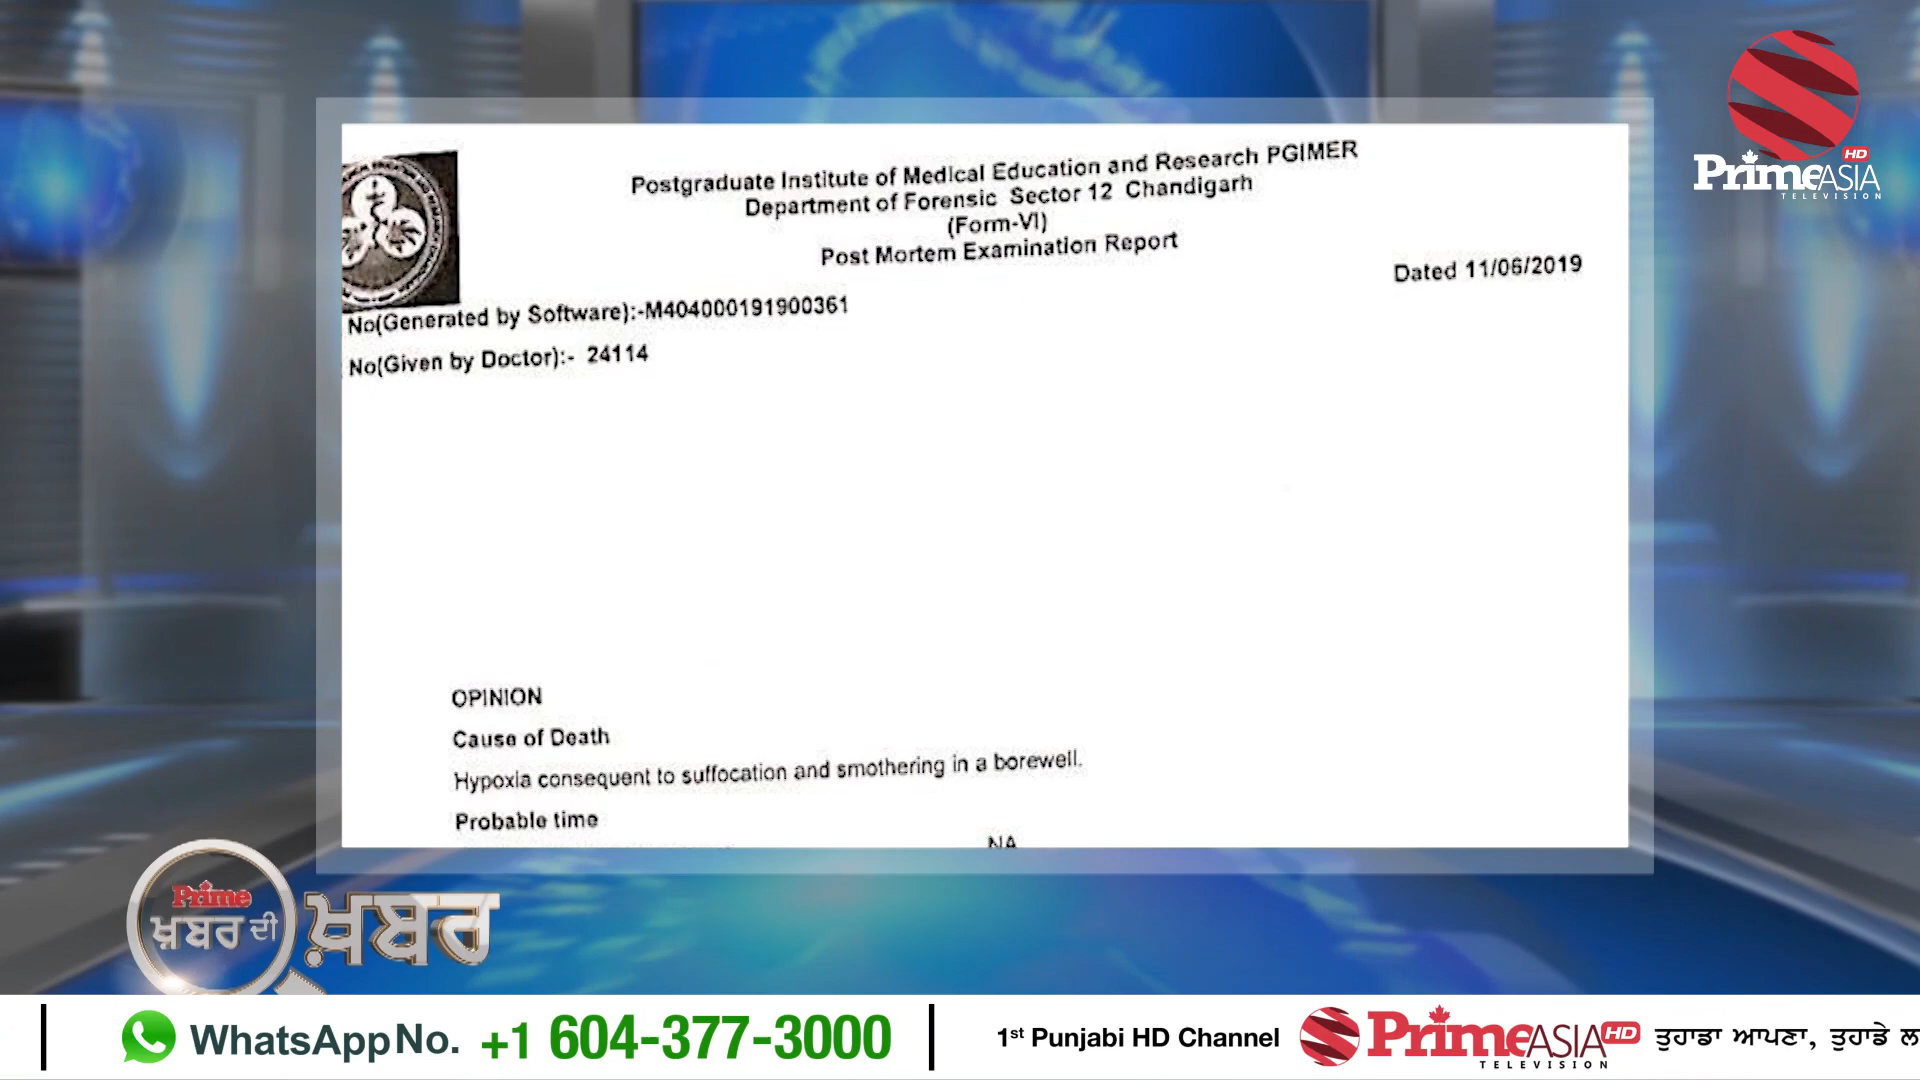 Postgraduate Institute of Medical Education and Research PGIMER
Department of Forensic Sector 12 Chandigarh
(Form-VI)
Post Mortem Examination Report
Dated 11/06/2019
No(Generated by Software):-M404000191900361
No(Given by Doctor):- 24114
OPINION
Cause of Death
Hypoxia consequent to suffocation and smothering in a borewell.
Probable time
NA
HD
PrimeASIA
TELEVISION
Prime
ਖ਼ਬਰ ਦੀ
ਖ਼ਬਰ
WhatsApp No. +1 604-377-3000
1st Punjabi HD Channel
PrimeASIA HD
TELEVISION
ਤੁਹਾਡਾ ਆਪਣਾ, ਤੁਹਾਡੇ ਲ